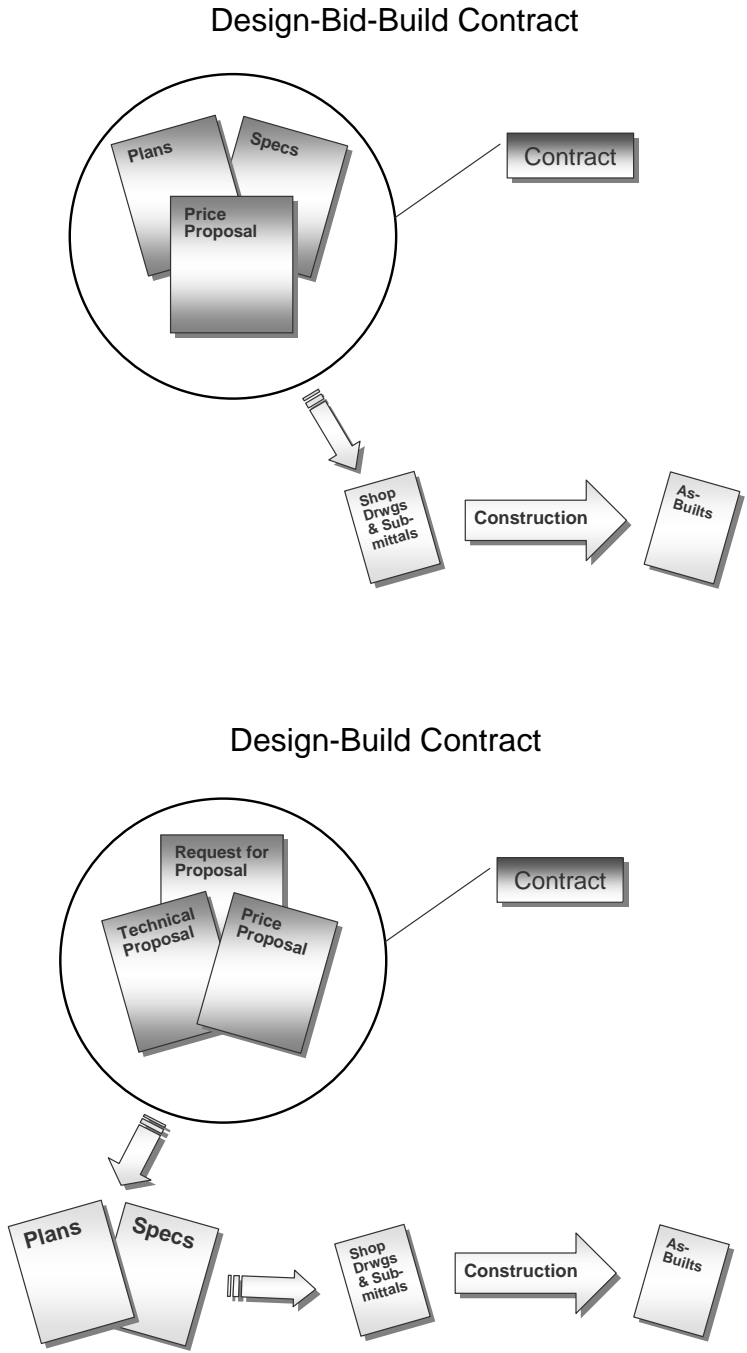 Design-Bid-Build Contract
Plans
Specs
Contract
Price
Proposal
Shop
Drwgs
& Sub-
mittals
Construction
As-
Builts
Design-Build Contract
Request for
Proposal
Contract
Technical
Proposal
Price
Proposal
Plans
Specs
Shop
Drwgs
& Sub-
mittals
Construction
As-
Builts